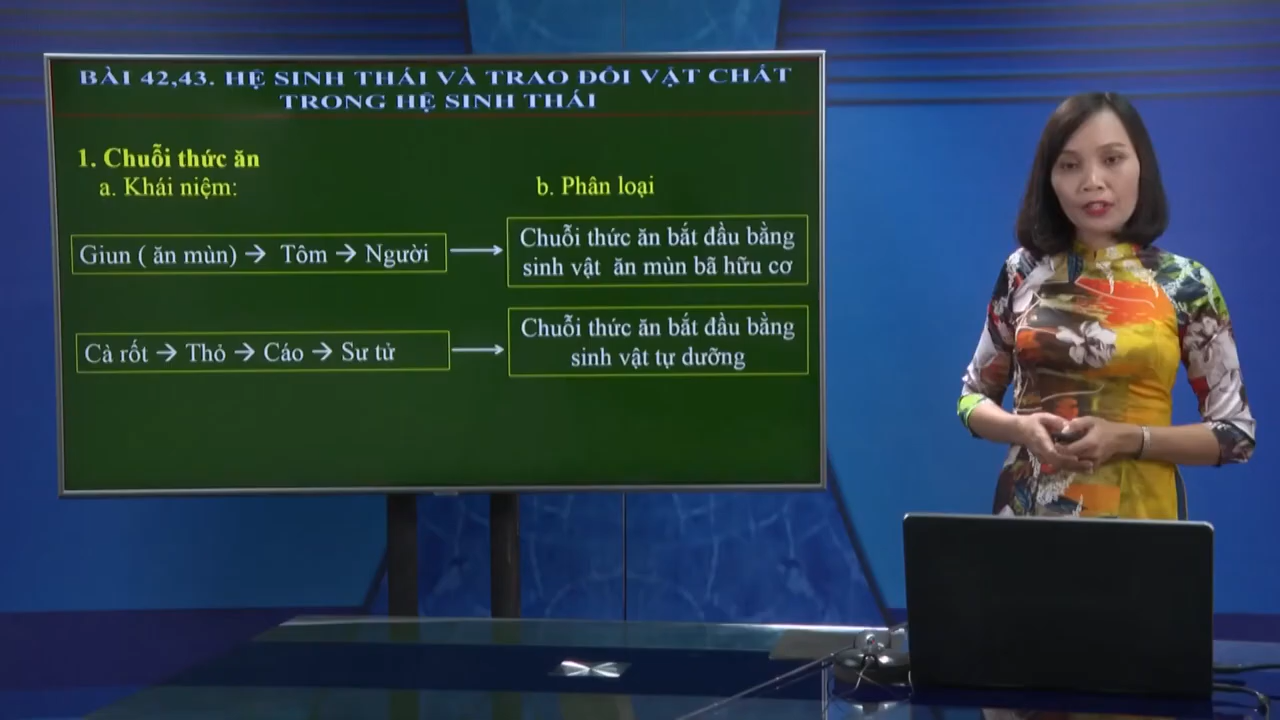 BÀI 42,43. HỆ SINH THÁI VÀ TRAO ĐỔI VẬT CHẤT
TRONG HỆ SINH THÁI
1. Chuỗi thức ăn
a. Khái niệm:
b. Phân loại
Giun ( ăn mùn) → Tôm → Người
Chuỗi thức ăn bắt đầu bằng
sinh vật ăn mùn bã hữu cơ
Cà rốt → Thỏ → Cáo → Sư tử
Chuỗi thức ăn bắt đầu bằng
sinh vật tự dưỡng